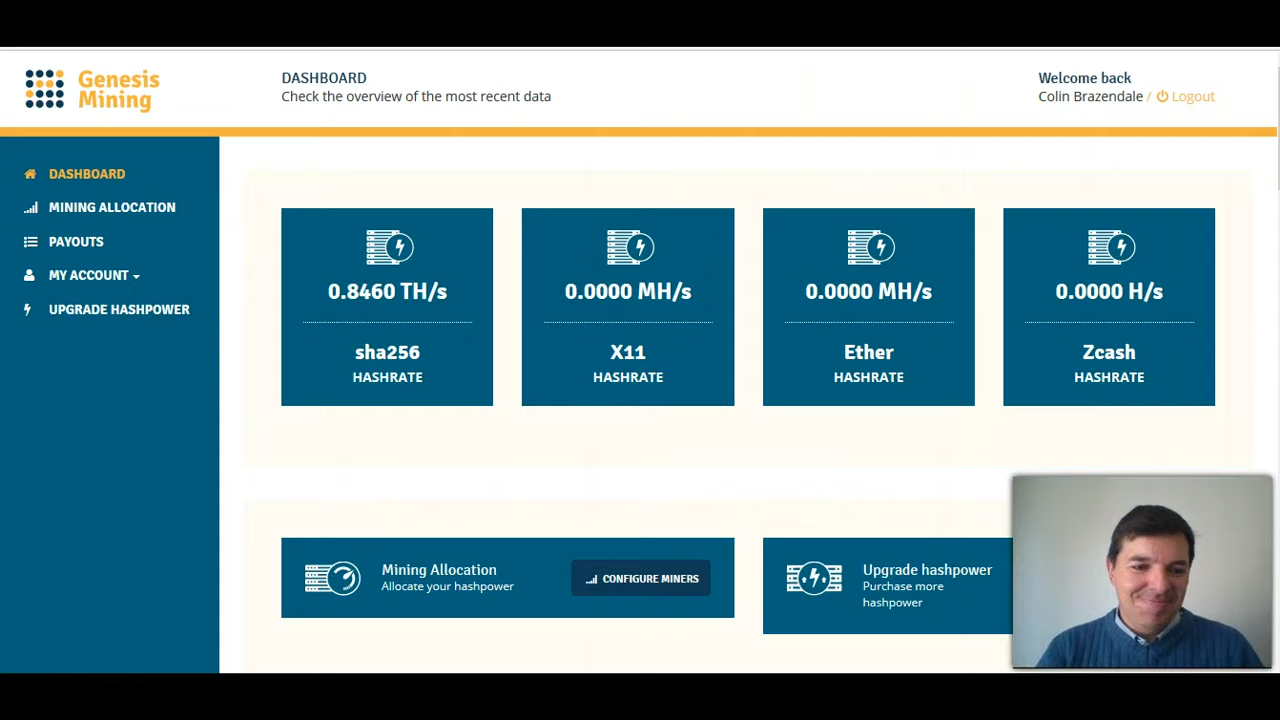 Genesis
Mining
DASHBOARD
Check the overview of the most recent data
Welcome back
Colin Brazendale / Logout
DASHBOARD
MINING ALLOCATION
PAYOUTS
MY ACCOUNT
UPGRADE HASHPOWER
0.8460 TH/s
sha256
HASHRATE
0.0000 MH/s
X11
HASHRATE
0.0000 MH/s
Ether
HASHRATE
0.0000 H/s
Zcash
HASHRATE
Mining Allocation
Allocate your hashpower
CONFIGURE MINERS
Upgrade hashpower
Purchase more
hashpower